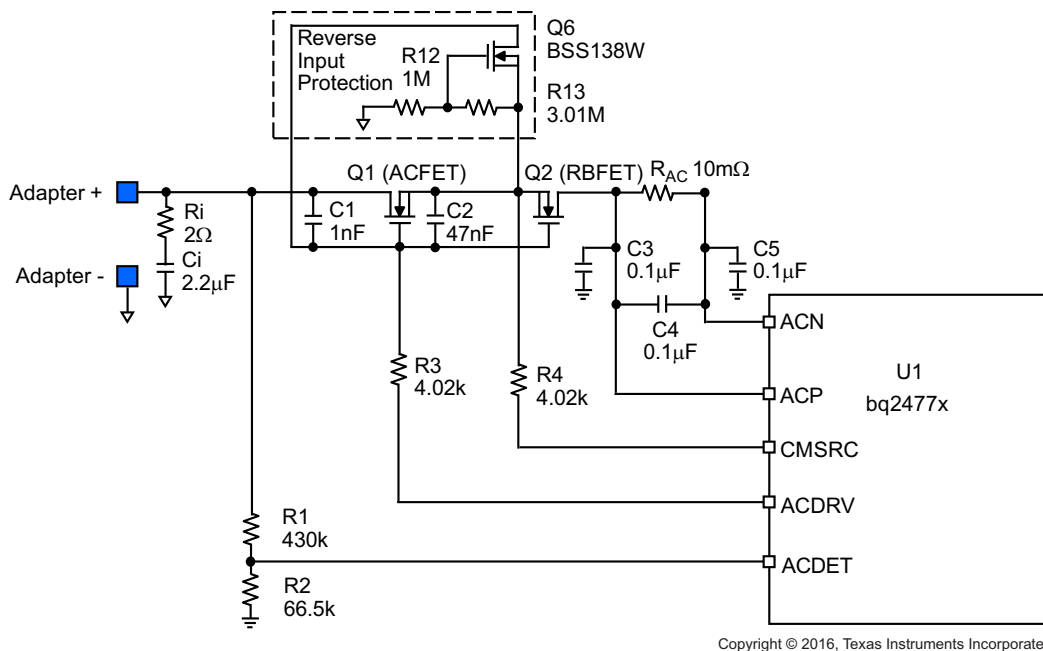 Reverse
Input
Protection
R12
1M
Q6
BSS138W
R13
3.01M
Adapter +
Ri
2Ω
Ci
2.2µF
Adapter -
Q1 (ACFET)
Q2 (RBFET)
RAC 10mΩ
C1
1nF
C2
47nF
C3
0.1µF
C5
0.1µF
C4
0.1µF
R3
4.02k
R4
4.02k
ACN
U1
bq2477x
ACP
CMSRC
ACDRV
ACDET
R1
430k
R2
66.5k
Copyright © 2016, Texas Instruments Incorporate